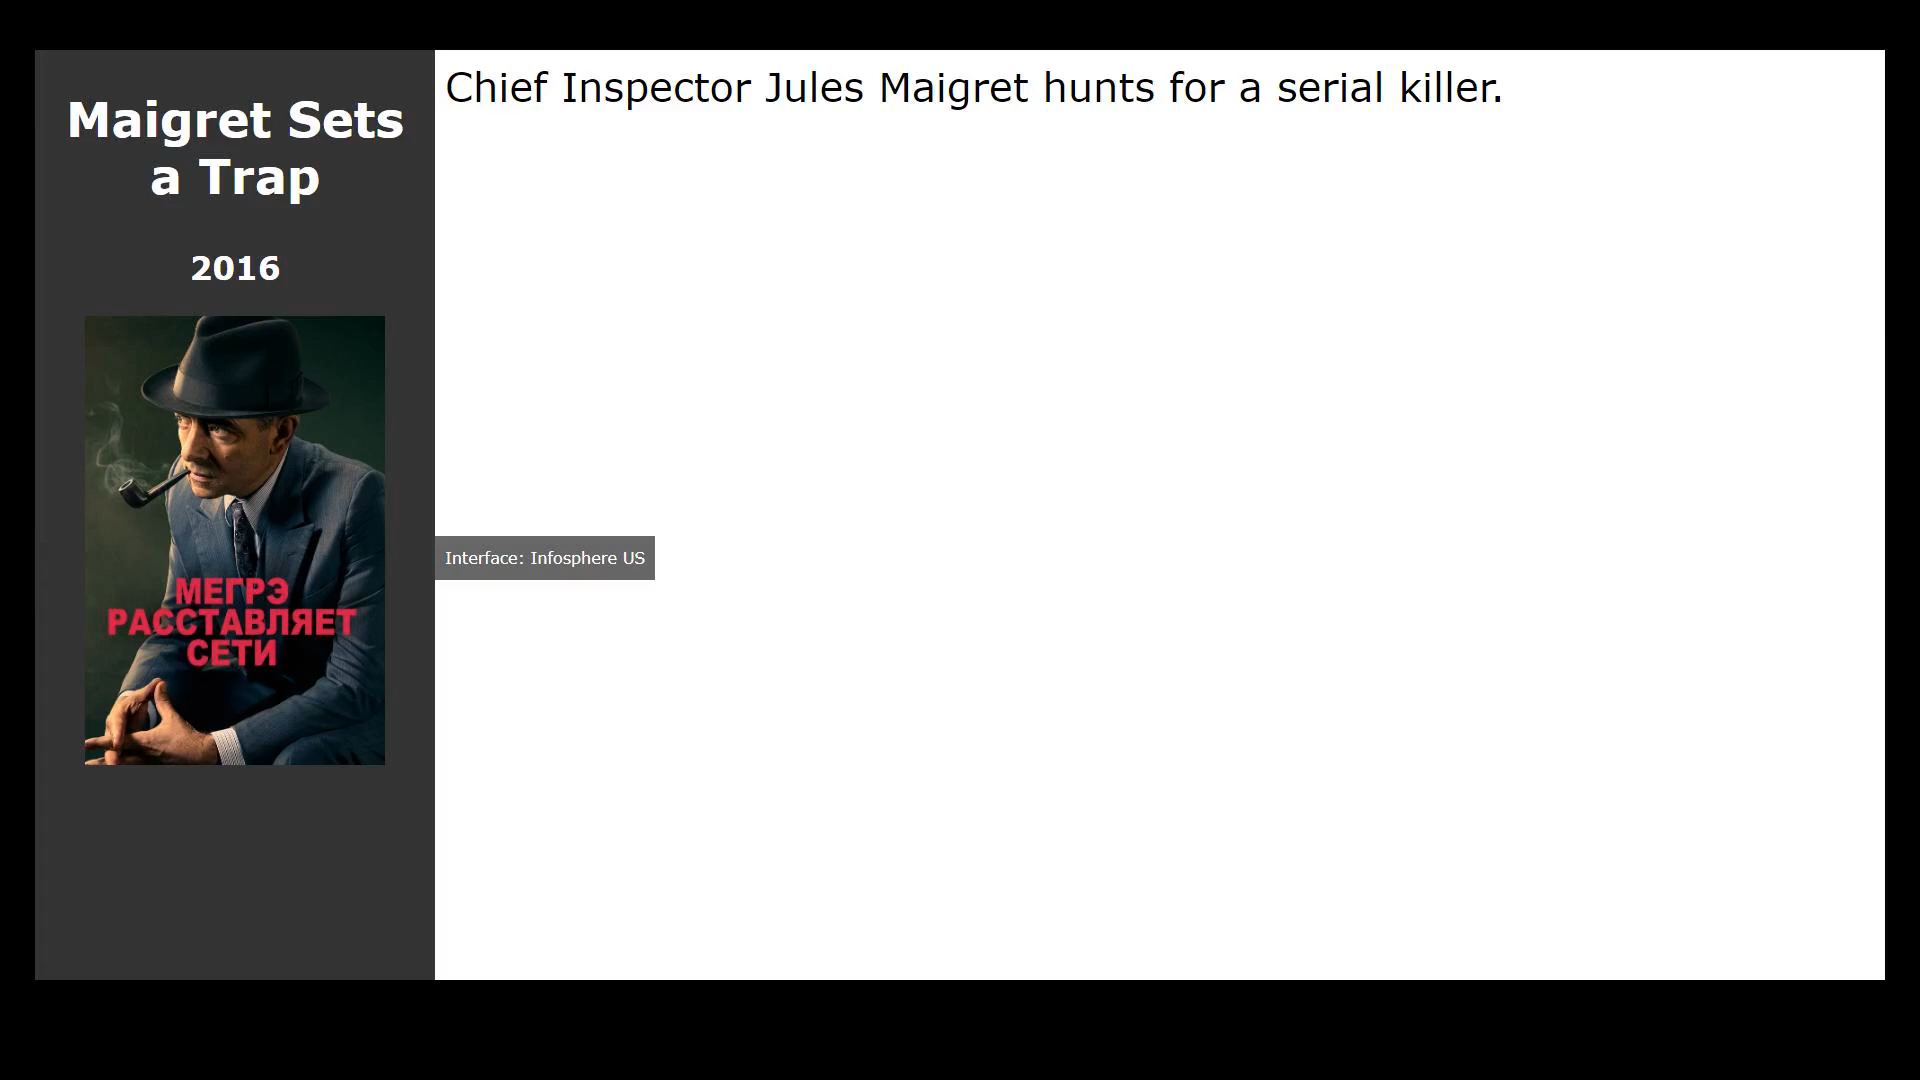 Maigret Sets
a Trap
2016
МЕГРЭ
РАССТАВЛЯЕТ
СЕТИ
Chief Inspector Jules Maigret hunts for a serial killer.
Interface: Infosphere US